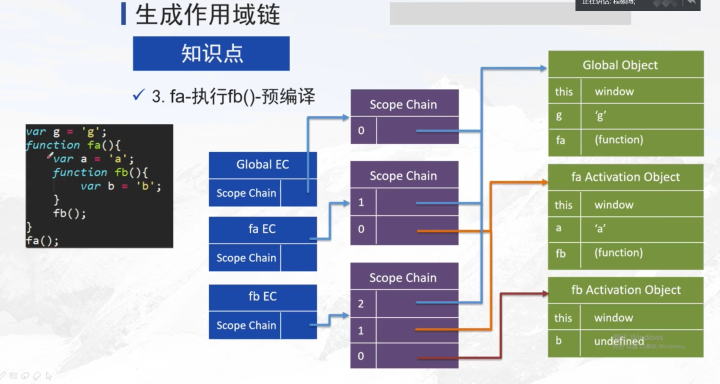 生成作用域链
知识点
✓ 3. fa-执行fb()-预编译
var g = 'g';
function fa(){
var a = 'a';
function fb(){
var b = 'b';
}
fb();
}
fa();
Global EC
Scope Chain
fa EC
Scope Chain
fb EC
Scope Chain
Scope Chain
0
Scope Chain
1
0
Scope Chain
2
1
0
Global Object
this window
g ‘g’
fa (function)
fa Activation Object
this window
a ‘a’
fb (function)
fb Activation Object
this window
b undefined